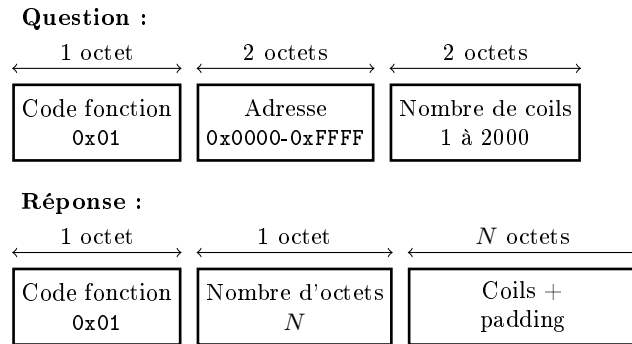 Question :
1 octet 2 octets 2 octets
Code fonction Adresse Nombre de coils
0x01 0x0000-0xFFFF 1 à 2000
Réponse :
1 octet 1 octet N octets
Code fonction Nombre d'octets Coils +
0x01 N padding